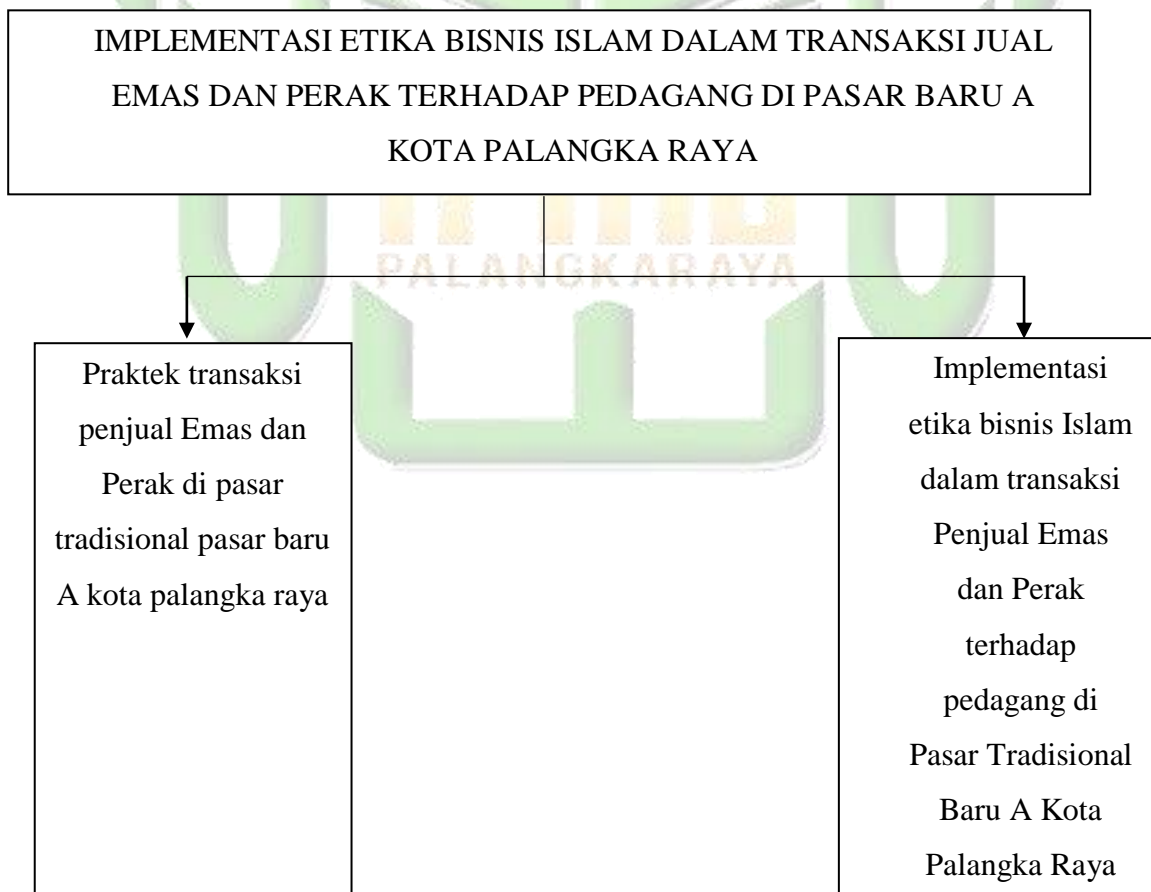 IMPLEMENTASI ETIKA BISNIS ISLAM DALAM TRANSAKSI JUAL
EMAS DAN PERAK TERHADAP PEDAGANG DI PASAR BARU A
KOTA PALANGKA RAYA
PALANGKARAYA
Praktek transaksi
penjual Emas dan
Perak di pasar
tradisional pasar baru
A kota palangka raya
Implementasi
etika bisnis Islam
dalam transaksi
Penjual Emas
dan Perak
terhadap
pedagang di
Pasar Tradisional
Baru A Kota
Palangka Raya